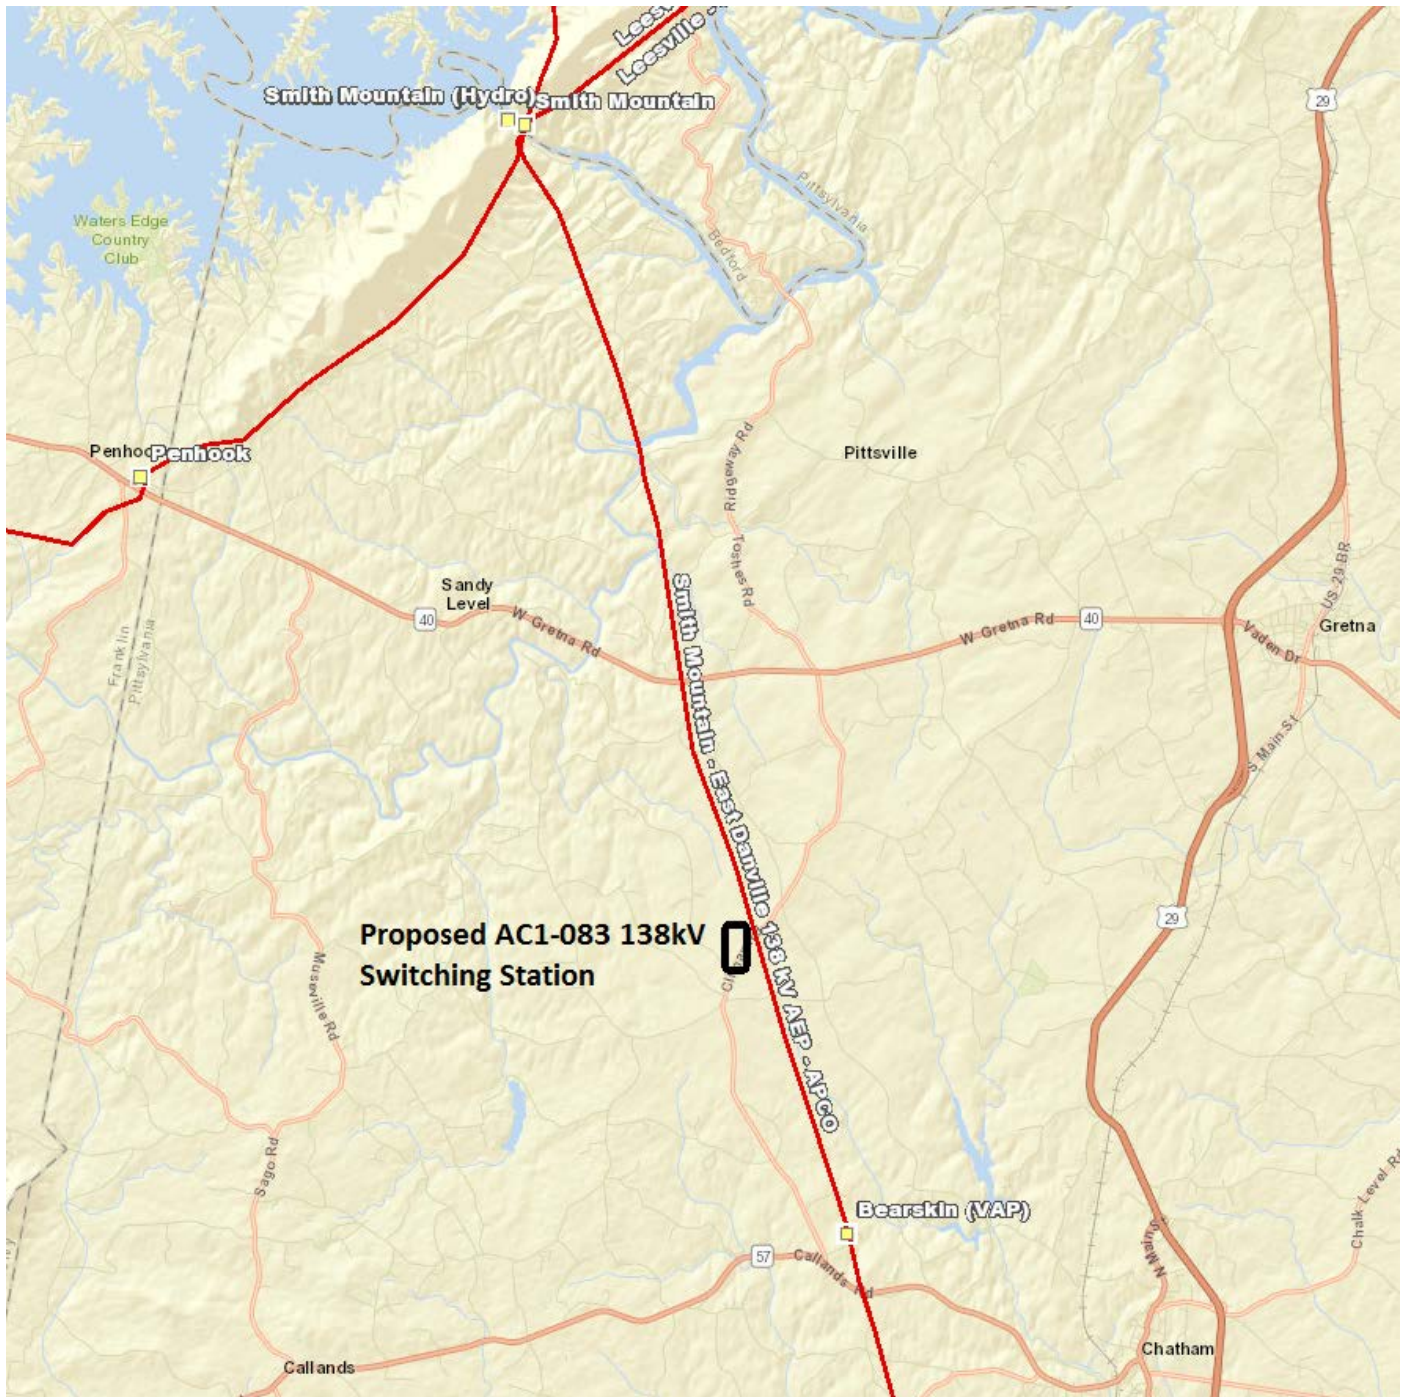 Leesville
Smith Mountain (Hydro)
Smith Mountain
29
Pittsylvania
Waters Edge
Country
Club
Bedford
Penhook
Ridgeway Rd
Pittsville
Toshes Rd
Sandy
Level
40
W Gretna Rd
W Gretna Rd
40
US 29 BR
Gretna
Vaden Dr
Franklin
Pittsylvania
Smith Mountain - East Danville 138 kV AEP - APCO
S Main St
29
Proposed AC1-083 138kV
Switching Station
Museville Rd
Sago Rd
Bearskin (VAP)
Chalk Level Rd
57
Callands Rd
N Main St
Chatham
Callands